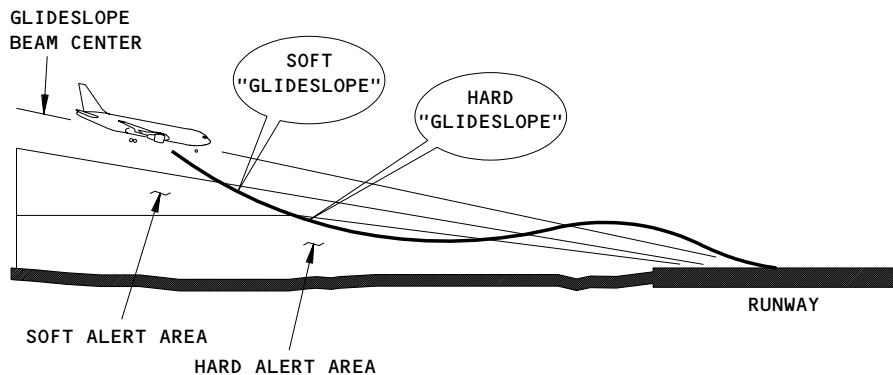 GLIDESLOPE
BEAM CENTER
SOFT
"GLIDESLOPE"
HARD
"GLIDESLOPE"
RUNWAY
SOFT ALERT AREA
HARD ALERT AREA